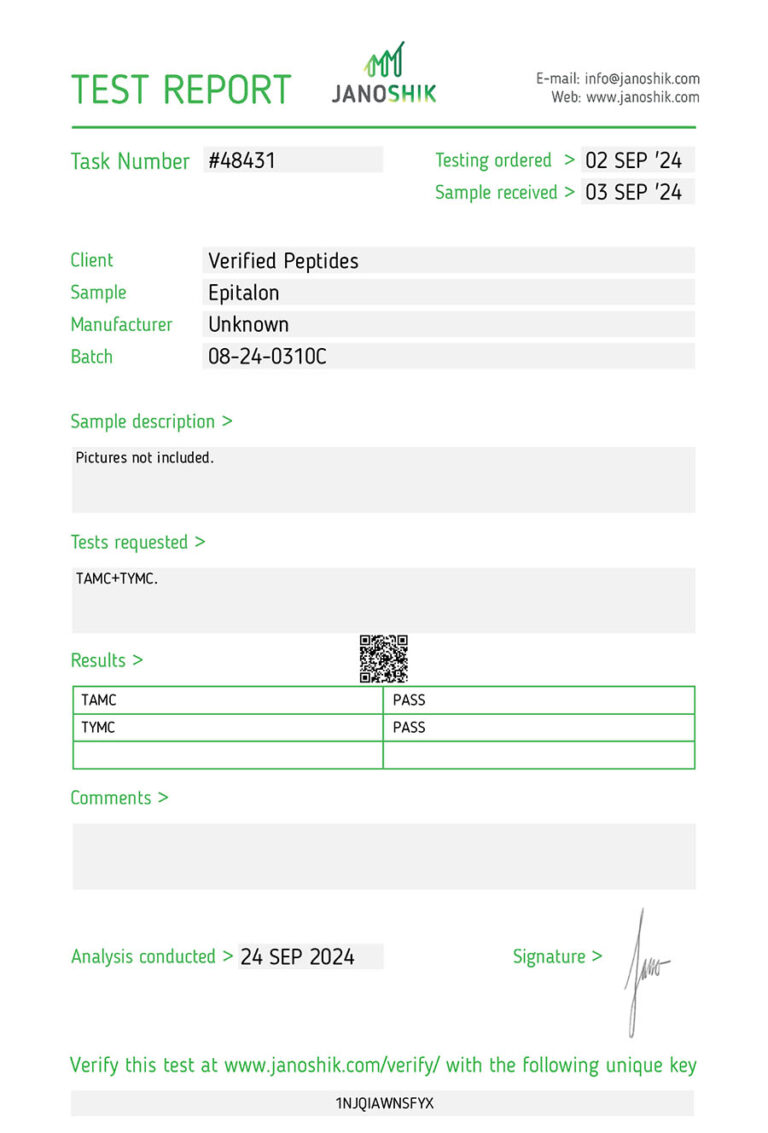 TEST REPORT
JANOSHIK
E-mail: info@janoshik.com
Web: www.janoshik.com
Task Number #48431
Testing ordered > 02 SEP '24
Sample received > 03 SEP '24
Client Verified Peptides
Sample Epitalon
Manufacturer Unknown
Batch 08-24-0310C
Sample description >
Pictures not included.
Tests requested >
TAMC+TYMC.
Results >
TAMC PASS
TYMC PASS
Comments >
Analysis conducted > 24 SEP 2024
Signature > Jano
Verify this test at www.janoshik.com/verify/ with the following unique key
1NJQIAWNSFYX